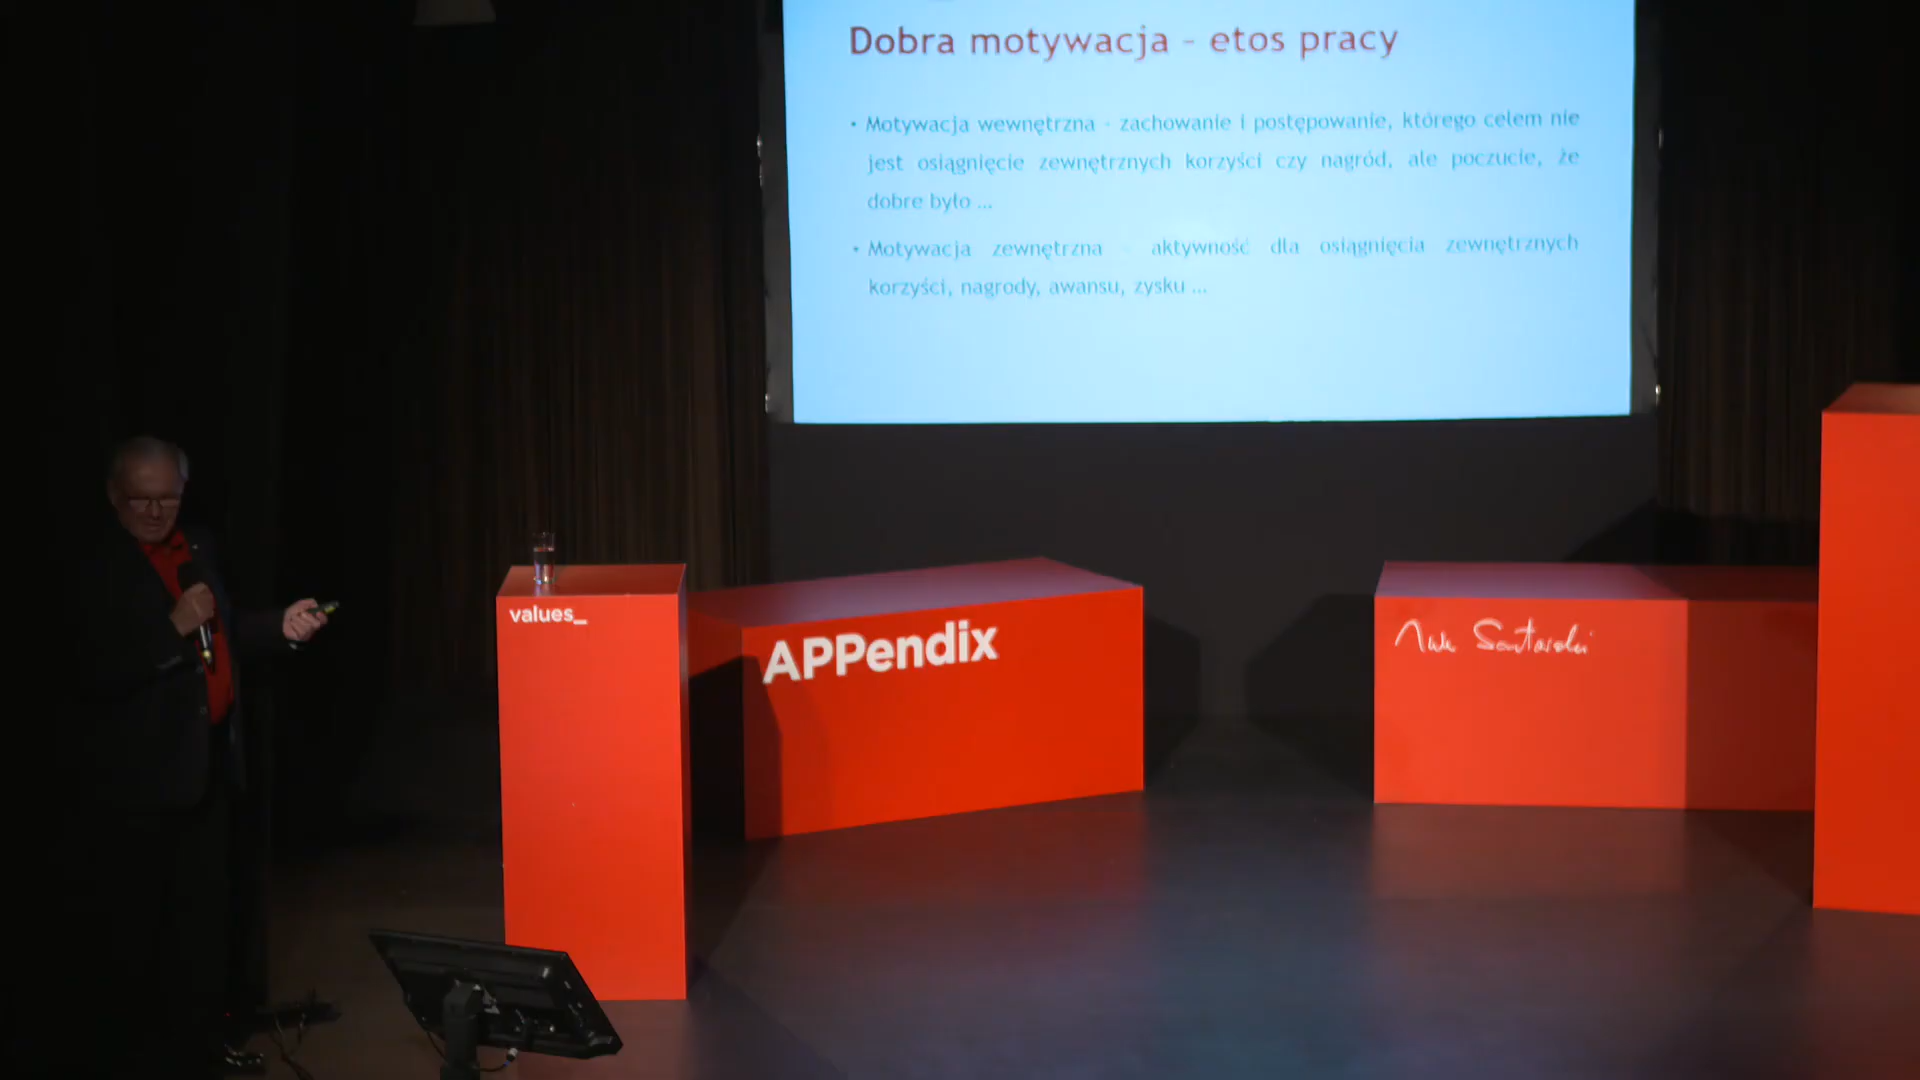 Dobra motywacja - etos pracy
• Motywacja wewnętrzna - zachowanie i postępowanie, którego celem nie
jest osiągnięcie zewnętrznych korzyści czy nagród, ale poczucie, że
dobre było ...
• Motywacja zewnętrzna - aktywność dla osiągnięcia zewnętrznych
korzyści, nagrody, awansu, zysku ...
values_
APPendix
Santorski